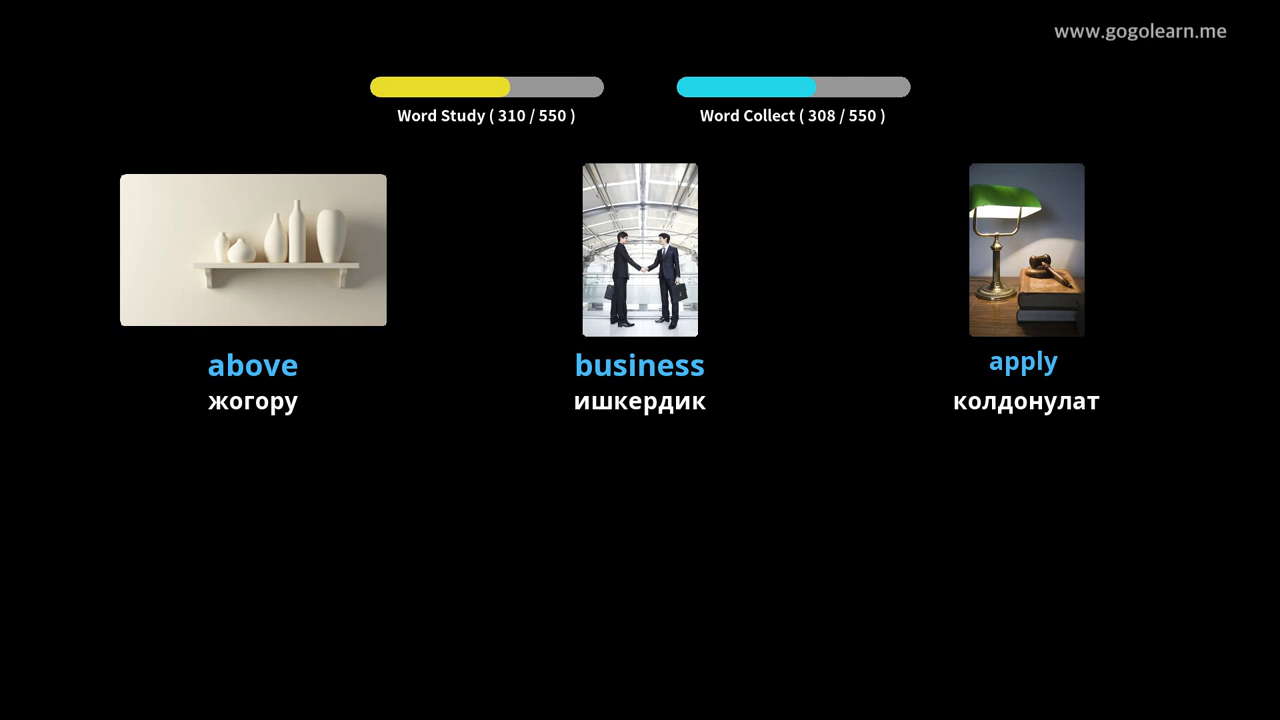 www.gogolearn.me
Word Study ( 310 / 550 )
Word Collect ( 308 / 550 )
above
жогору
business
ишкердик
apply
колдонулат